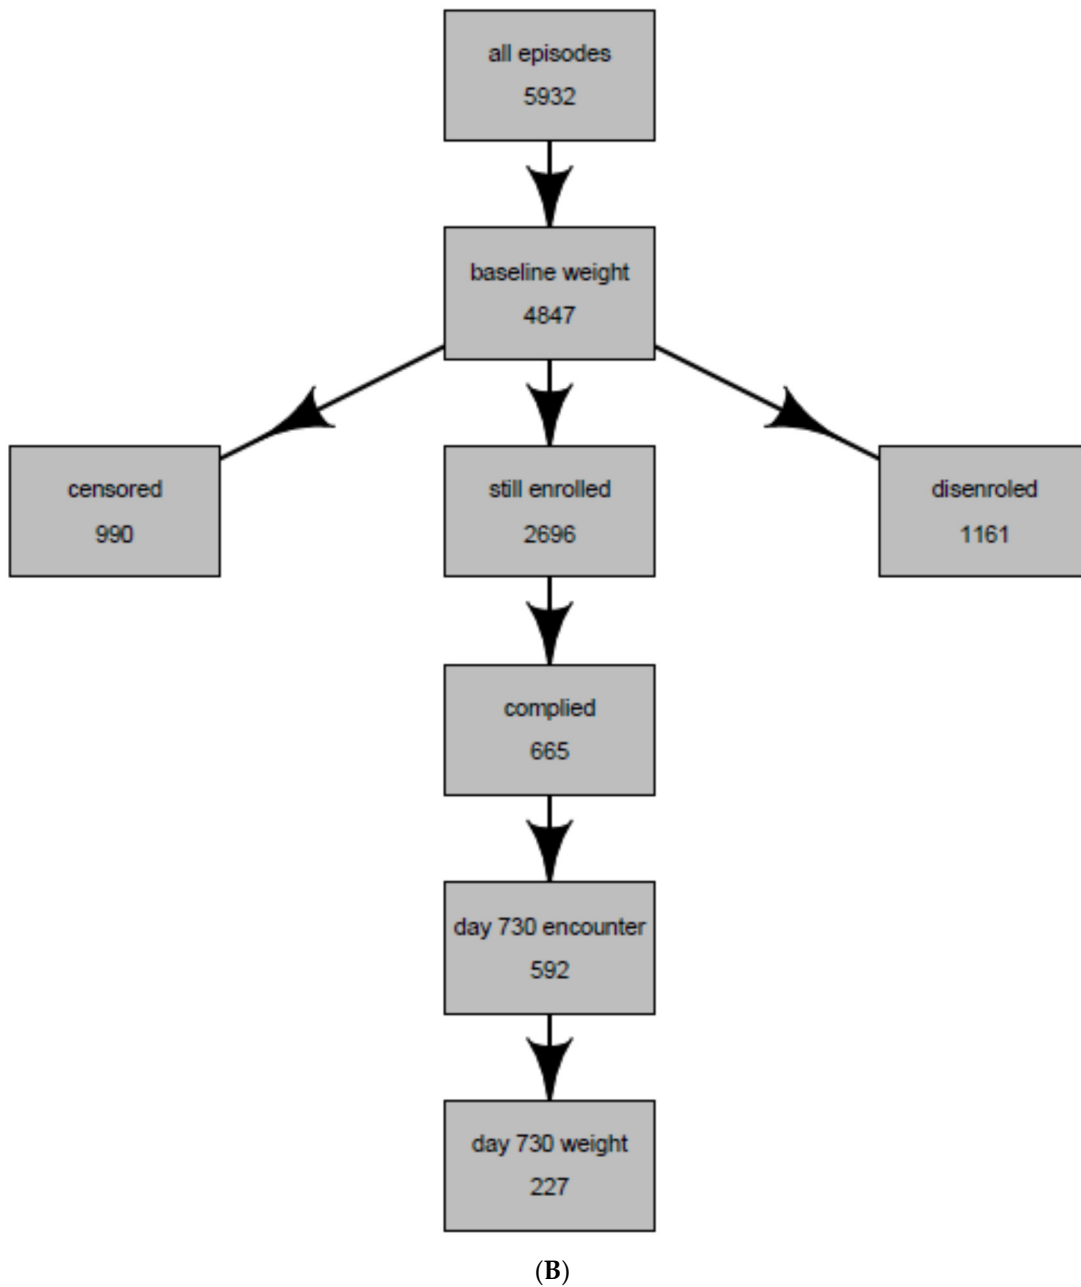 all episodes
5932
baseline weight
4847
censored
990
still enrolled
2696
disenroled
1161
complied
665
day 730 encounter
592
day 730 weight
227
(B)